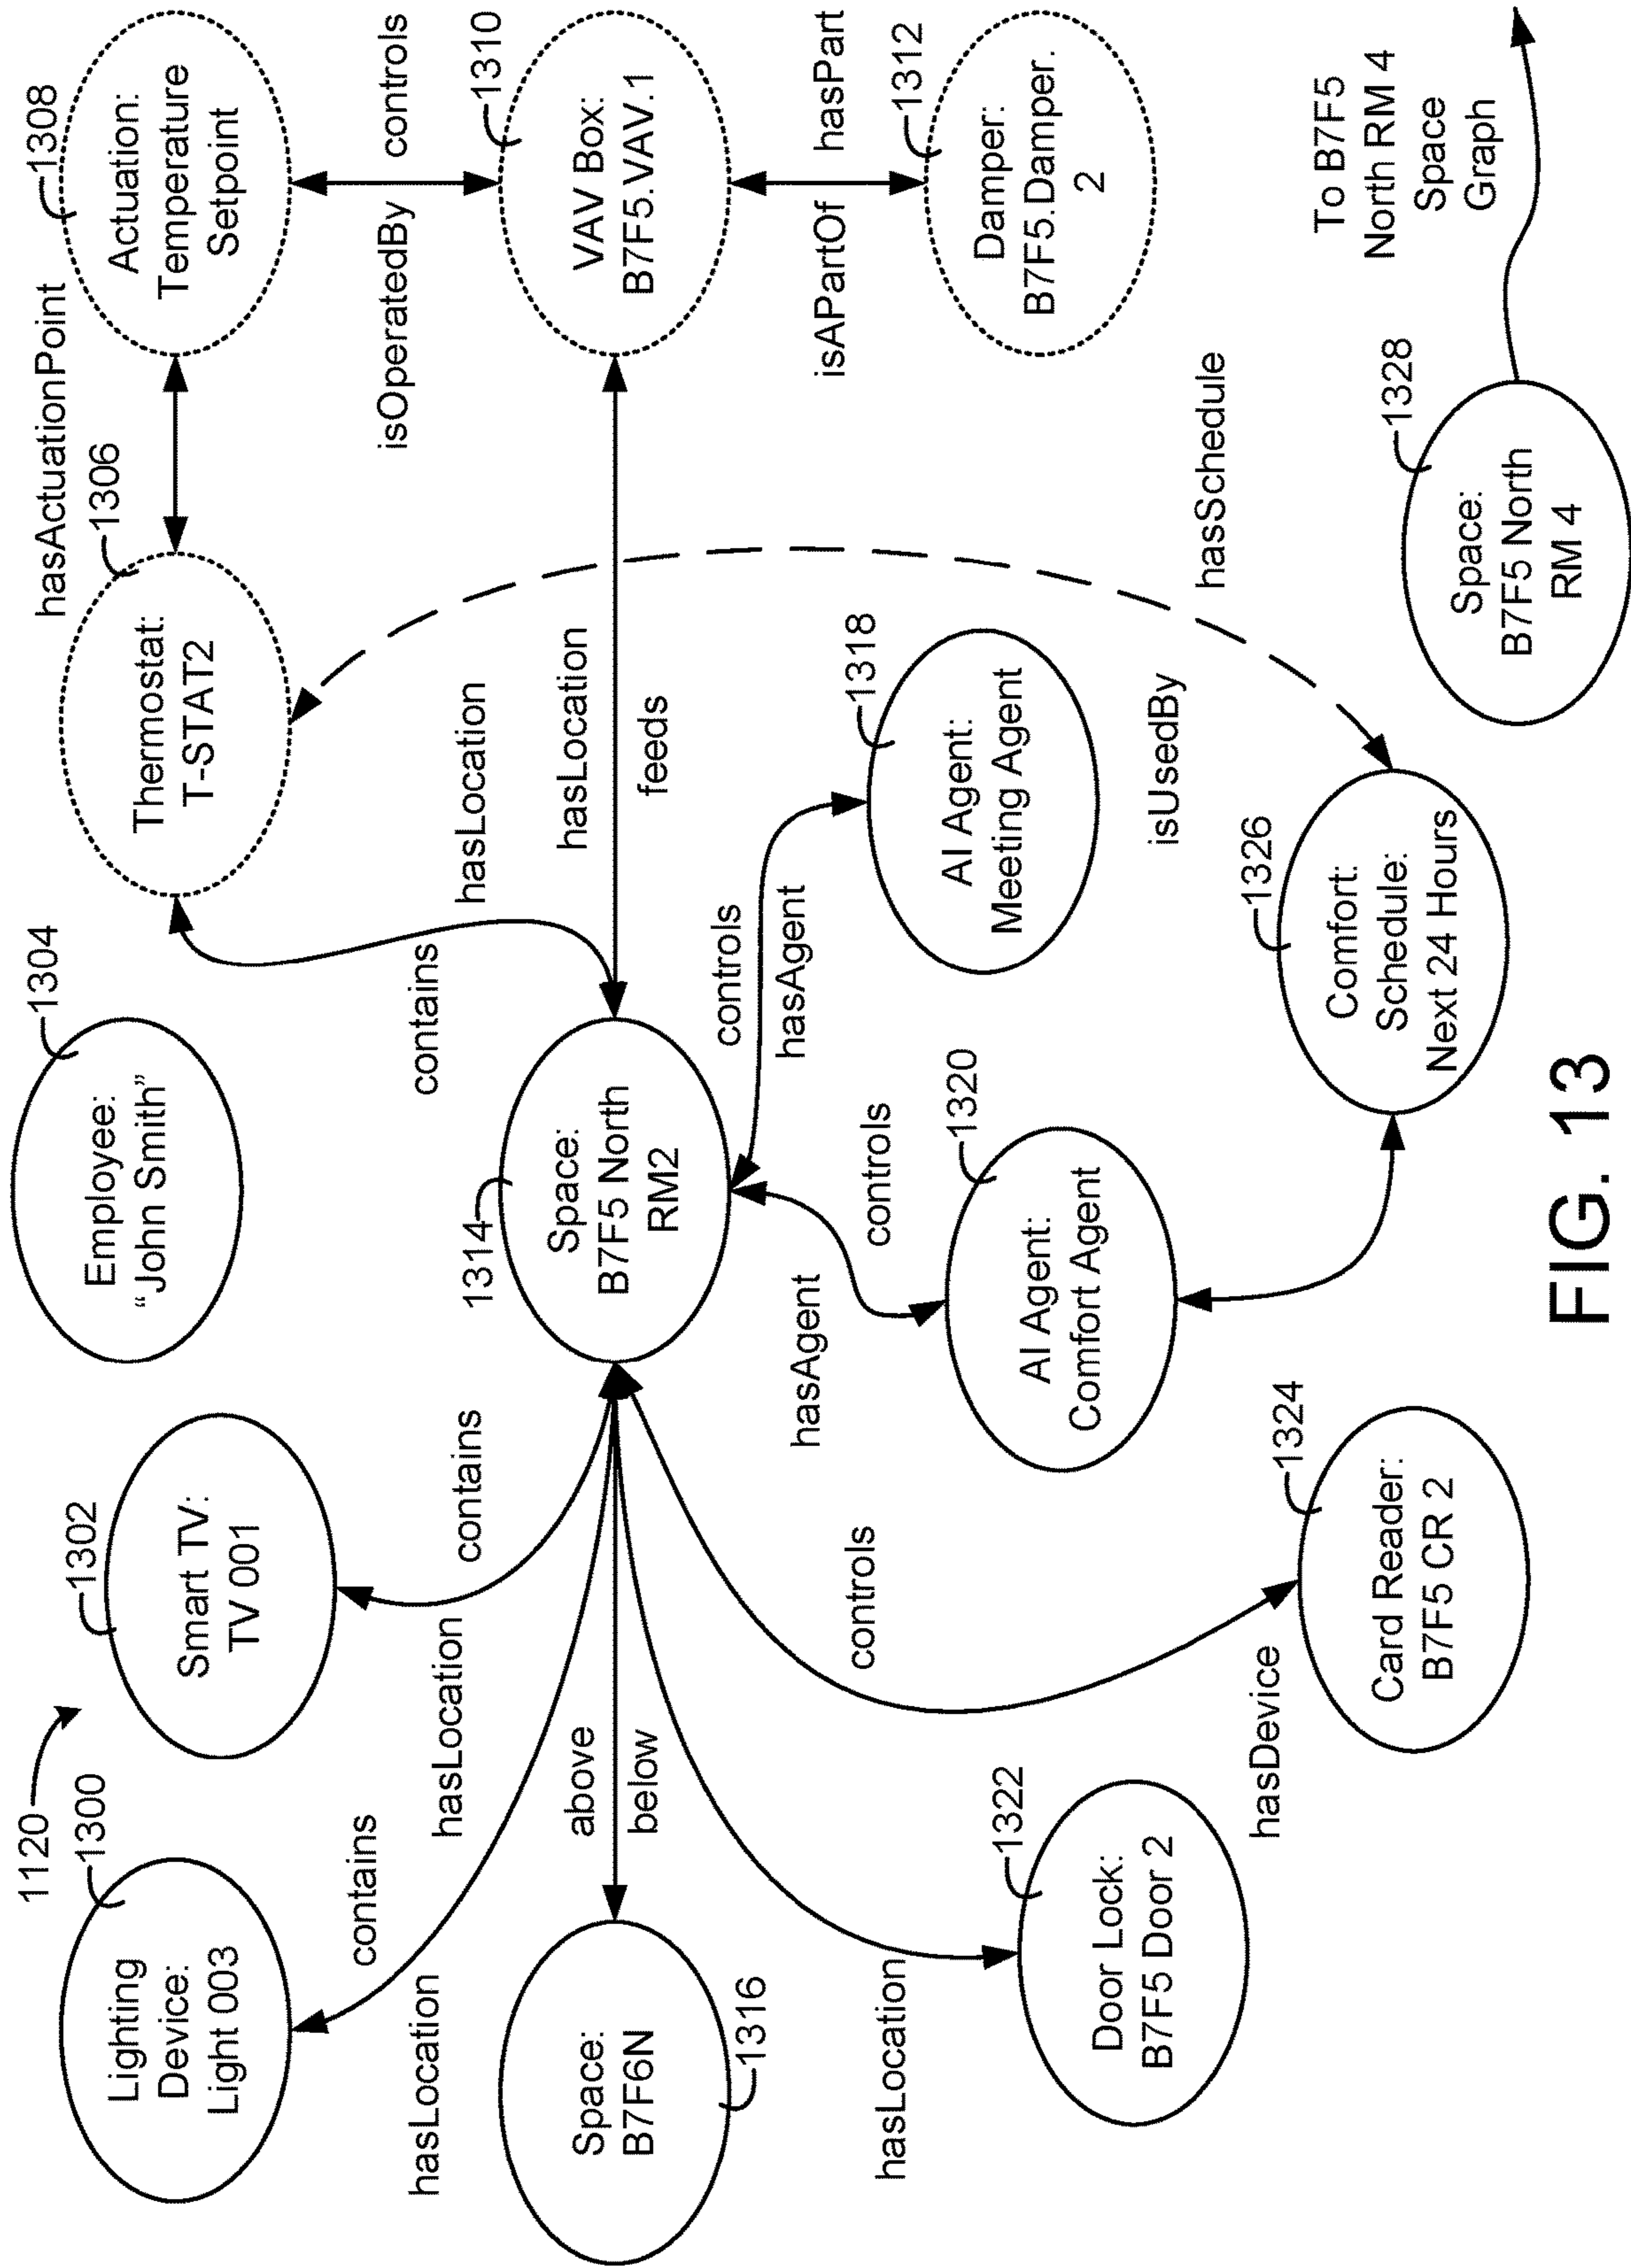 1120
1300
Lighting
Device:
Light 003
1302
Smart TV:
TV 001
1304
Employee:
“John Smith”
1306
Thermostat:
T-STAT2
hasActuationPoint
1308
Actuation:
Temperature
Setpoint
contains
hasLocation
contains
hasLocation
contains
hasLocation
isOperatedBy
controls
1316
Space:
B7F6N
above
below
1314
Space:
B7F5 North
RM2
hasLocation
feeds
1310
VAV Box:
B7F5.VAV.1
isAPartOf
hasPart
1312
Damper:
B7F5.Damper.
2
hasLocation
controls
hasAgent
controls
controls
hasAgent
1318
AI Agent:
Meeting Agent
1320
AI Agent:
Comfort Agent
1322
Door Lock:
B7F5 Door 2
hasDevice
1324
Card Reader:
B7F5 CR 2
isUsedBy
hasSchedule
1326
Comfort:
Schedule:
Next 24 Hours
1328
Space:
B7F5 North
RM 4
To B7F5
North RM 4
Space
Graph
FIG. 13